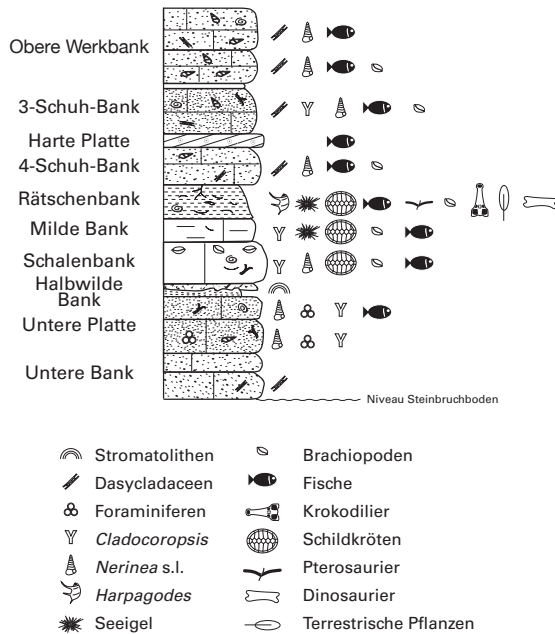 Obere Werkbank
3-Schuh-Bank
Harte Platte
4-Schuh-Bank
Rätschenbank
Milde Bank
Schalenbank
Halbwilde
Bank
Untere Platte
Untere Bank
Niveau Steinbruchboden
Stromatolithen
Dasycladaceen
Foraminiferen
Cladocoropsis
Nerinea s.l.
Harpagodes
Seeigel
Brachiopoden
Fische
Krokodilier
Schildkröten
Pterosaurier
Dinosaurier
Terrestrische Pflanzen